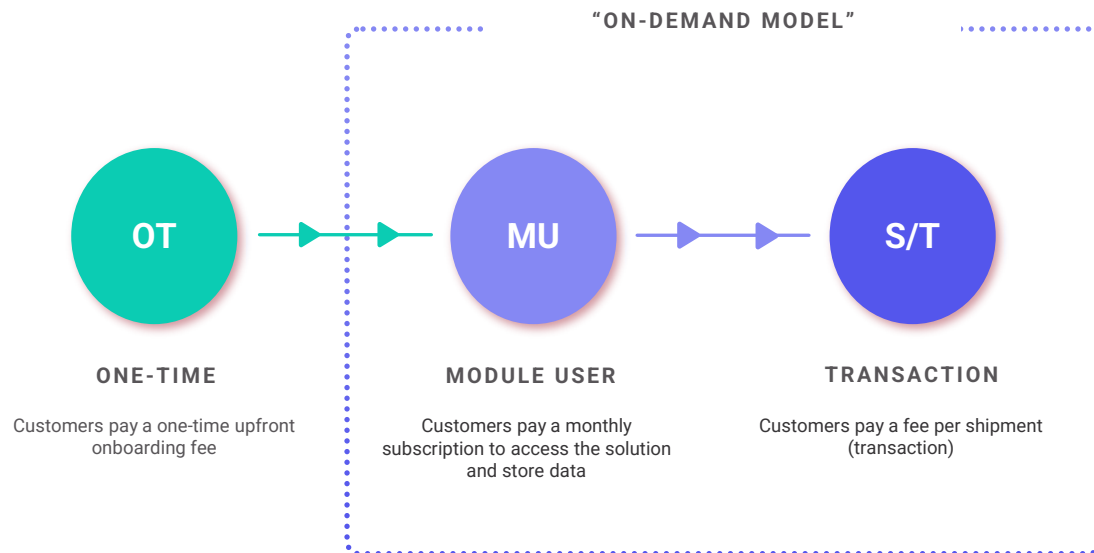 “ON-DEMAND MODEL”
OT
MU
S/T
ONE-TIME
Customers pay a one-time upfront
onboarding fee
MODULE USER
Customers pay a monthly
subscription to access the solution
and store data
TRANSACTION
Customers pay a fee per shipment
(transaction)